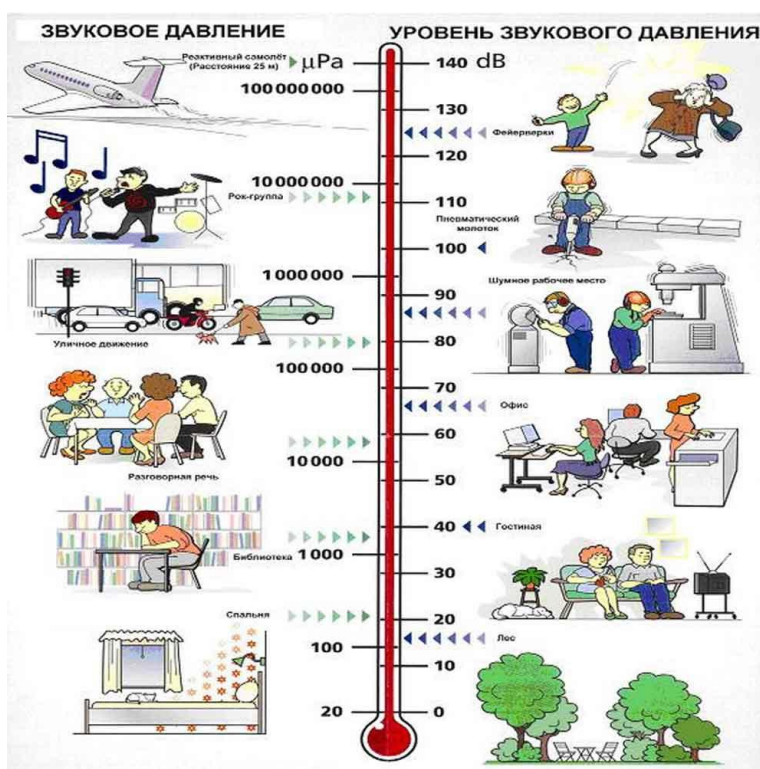 ЗВУКОВОЕ ДАВЛЕНИЕ
УРОВЕНЬ ЗВУКОВОГО ДАВЛЕНИЯ
Реактивный самолёт
(Расстояние 25 м)
µPa
140 dB
100 000 000
130
Фейерверки
120
10 000 000
Рок-группа
110
Пневматический
молоток
100
1 000 000
Шумное рабочее место
90
Уличное движение
80
100 000
70
Офис
60
10 000
Разговорная речь
50
40
Гостиная
Библиотека
1 000
30
Спальня
20
Лес
100
10
20
0